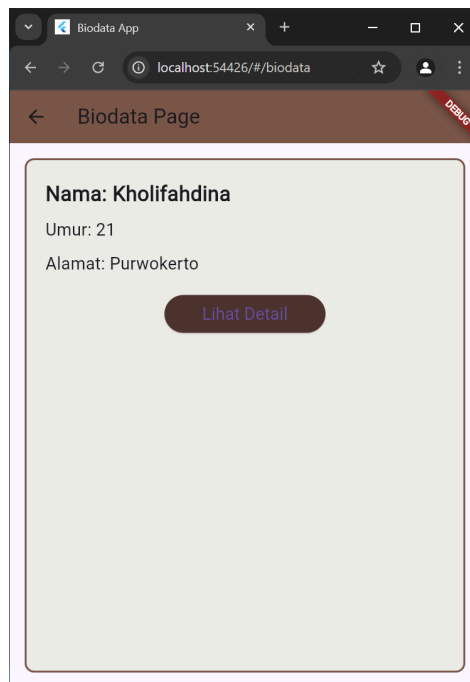 Biodata App
localhost:54426/#/biodata
Biodata Page
DEBUG
Nama: Kholifahdina
Umur: 21
Alamat: Purwokerto
Lihat Detail